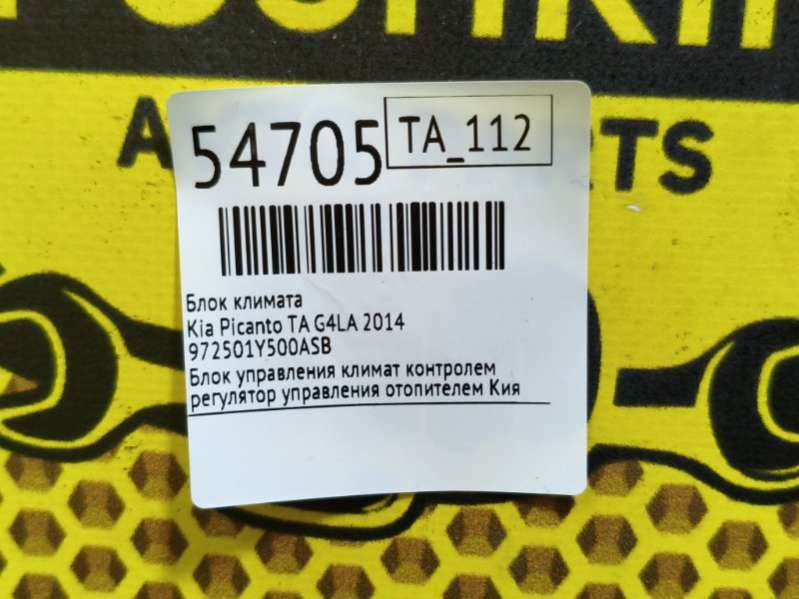 54705
TA_112
Блок климата
Kia Picanto TA G4LA 2014
972501Y500ASB
Блок управления климат контролем
регулятор управления отопителем Кия